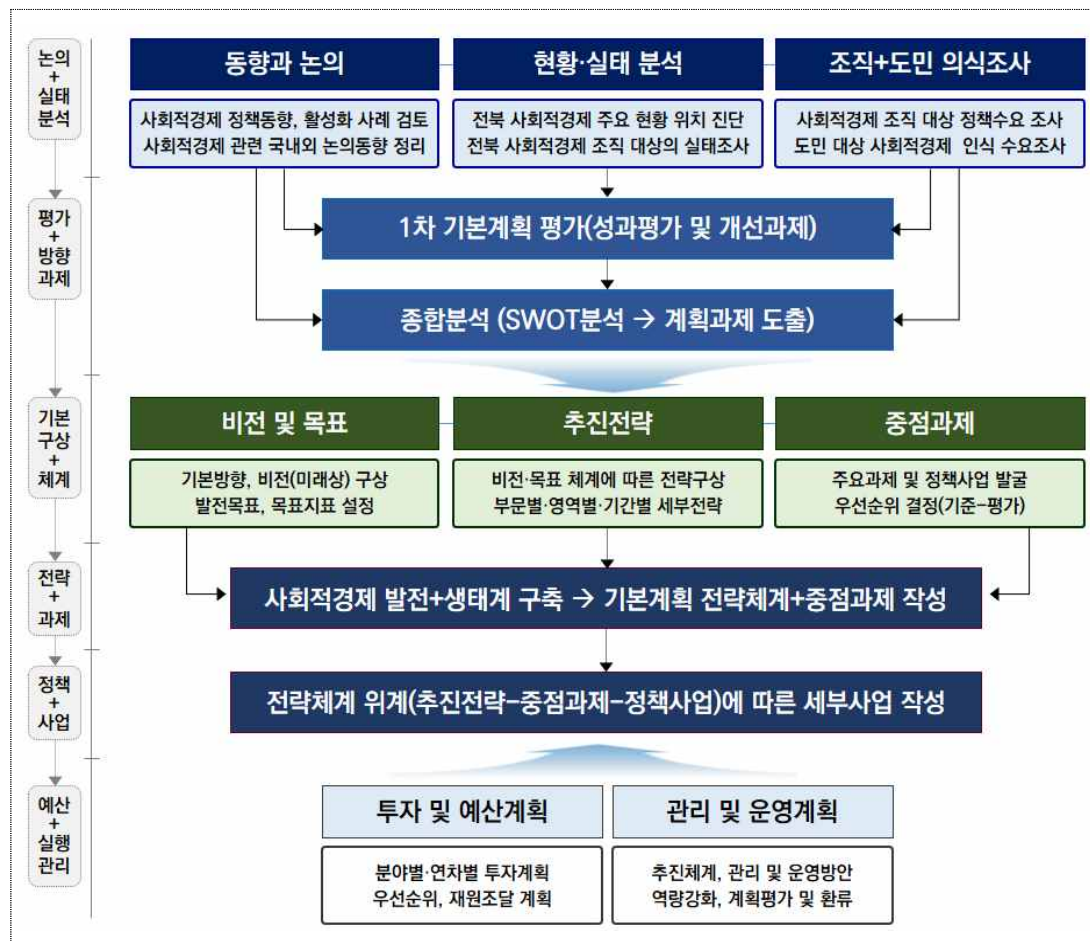 논의
+
실태
분석
동향과 논의
현황·실태 분석
조직+도민 의식조사
사회적경제 정책동향, 활성화 사례 검토
사회적경제 관련 국내외 논의동향 정리
전북 사회적경제 주요 현황 위치 진단
전북 사회적경제 조직 대상의 실태조사
사회적경제 조직 대상 정책수요 조사
도민 대상 사회적경제 인식 수요조사
평가
+
방향
과제
1차 기본계획 평가(성과평가 및 개선과제)
종합분석 (SWOT분석 → 계획과제 도출)
기본
구상
+
체계
비전 및 목표
추진전략
중점과제
기본방향, 비전(미래상) 구상
발전목표, 목표지표 설정
비전·목표 체계에 따른 전략구상
부문별·영역별·기간별 세부전략
주요과제 및 정책사업 발굴
우선순위 결정(기준-평가)
전략
+
과제
사회적경제 발전+생태계 구축 → 기본계획 전략체계+중점과제 작성
정책
+
사업
전략체계 위계(추진전략-중점과제-정책사업)에 따른 세부사업 작성
예산
+
실행
관리
투자 및 예산계획
관리 및 운영계획
분야별·연차별 투자계획
우선순위, 재원조달 계획
추진체계, 관리 및 운영방안
역량강화, 계획평가 및 환류